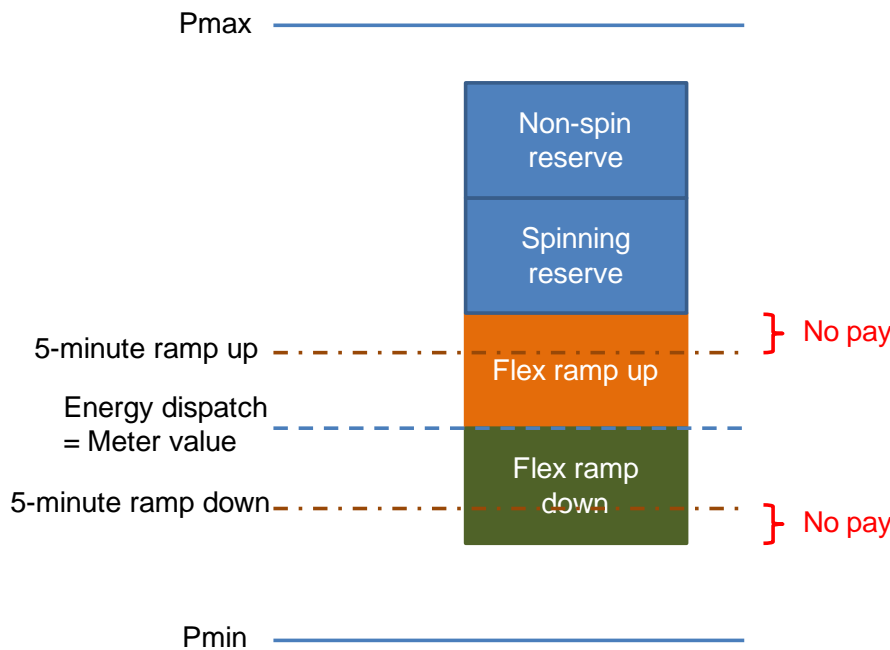 Pmax
Non-spin
reserve
Spinning
reserve
No pay
5-minute ramp up
Flex ramp up
Energy dispatch
= Meter value
Flex ramp
down
5-minute ramp down
No pay
Pmin